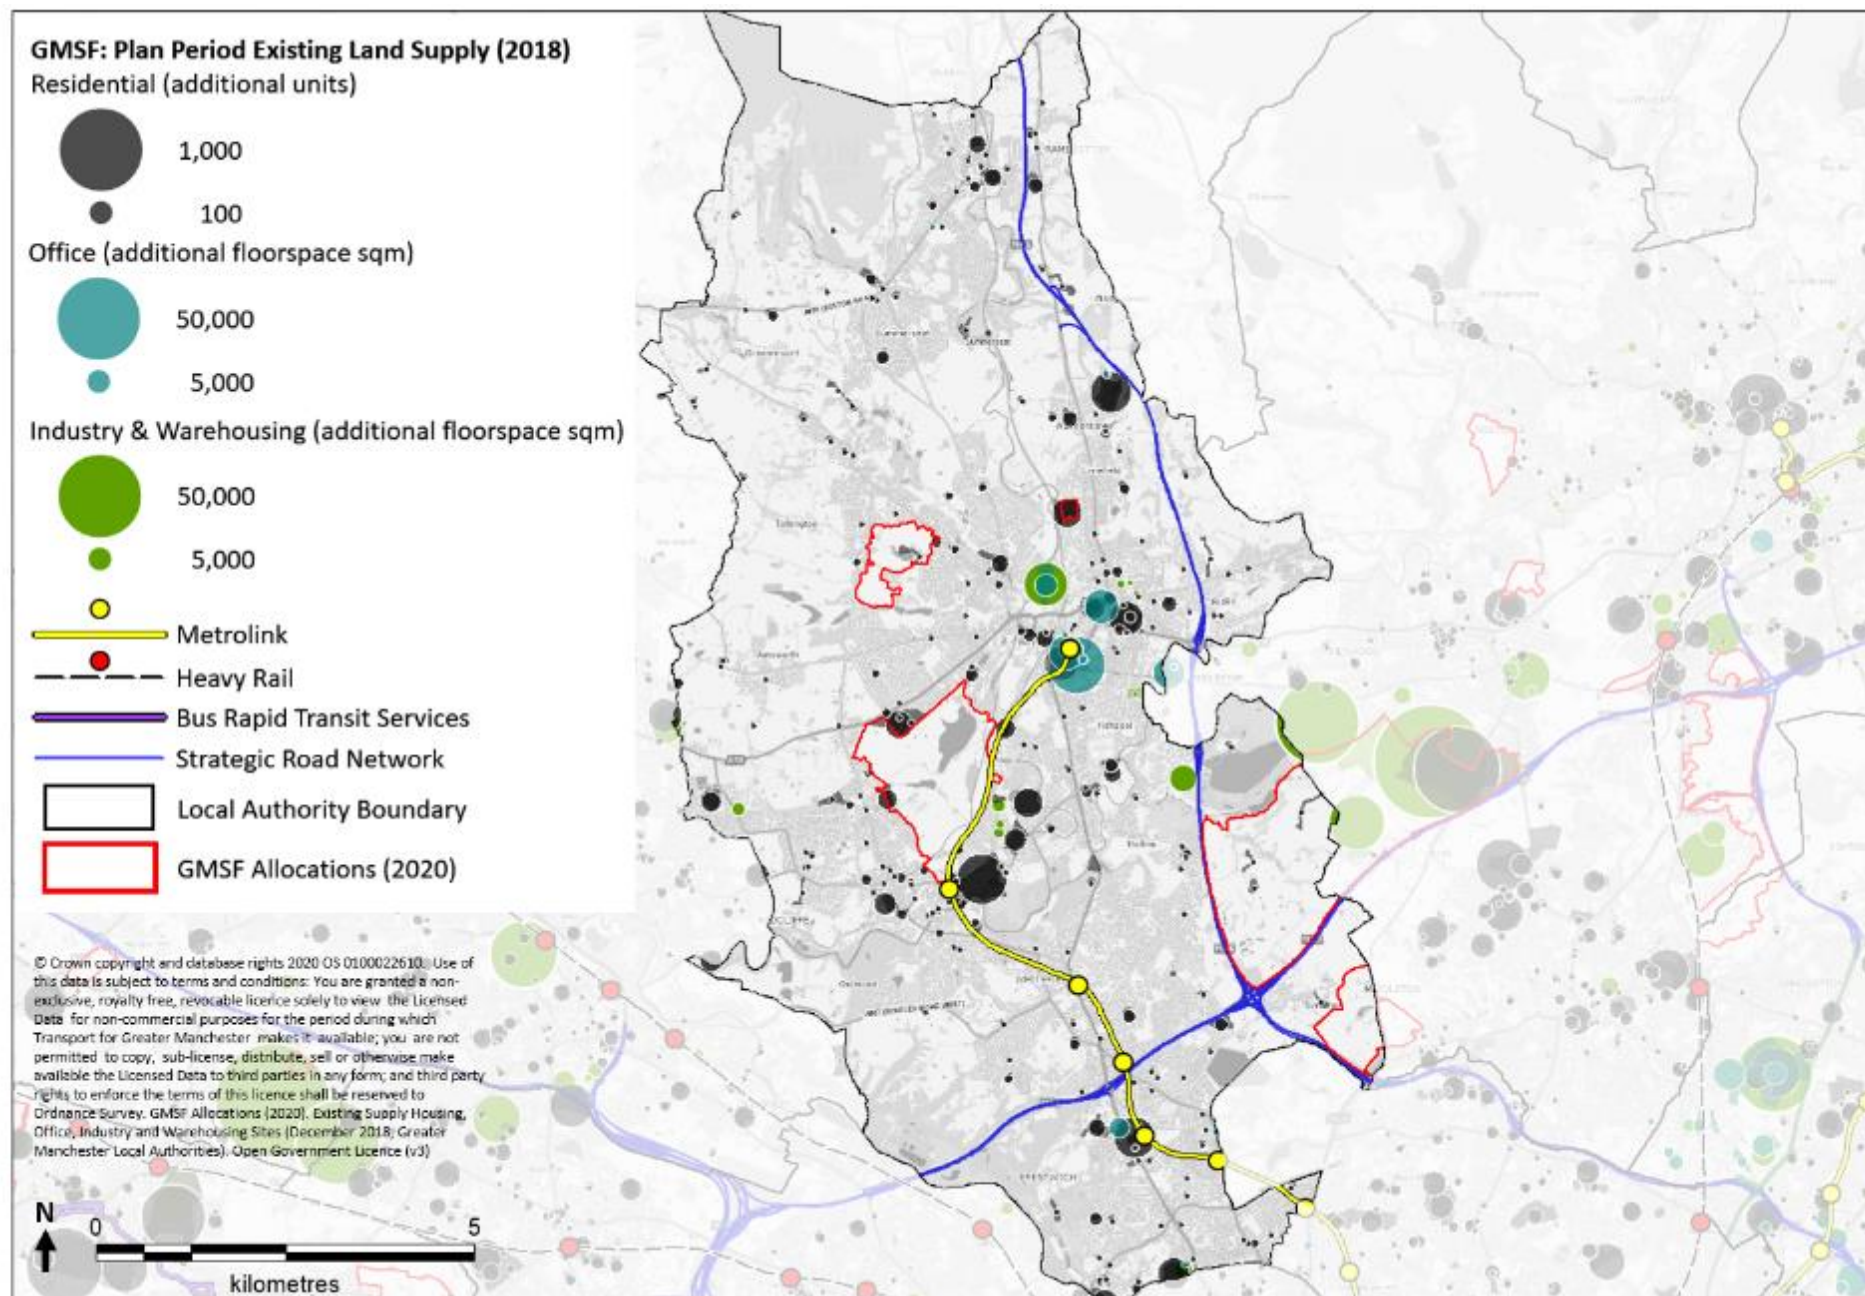 GMSF: Plan Period Existing Land Supply (2018)
Residential (additional units)
1,000
100
Office (additional floorspace sqm)
50,000
5,000
Industry & Warehousing (additional floorspace sqm)
50,000
5,000
Metrolink
Heavy Rail
Bus Rapid Transit Services
Strategic Road Network
Local Authority Boundary
GMSF Allocations (2020)
© Crown copyright and database rights 2020 OS 0100022610. Use of
this data is subject to terms and conditions: You are granted a non-
exclusive, royalty free, revocable licence solely to view the Licensed
Data for non-commercial purposes for the period during which
Transport for Greater Manchester makes it available; you are not
permitted to copy, sub-license, distribute, sell or otherwise make
available the Licensed Data to third parties in any form; and third party
rights to enforce the terms of this licence shall be reserved to
Ordnance Survey. GMSF Allocations (2020). Existing Supply Housing,
Office, Industry and Warehousing Sites (December 2018; Greater
Manchester Local Authorities). Open Government Licence (v3)
N
0 5
kilometres
BURY
PRESTWICH